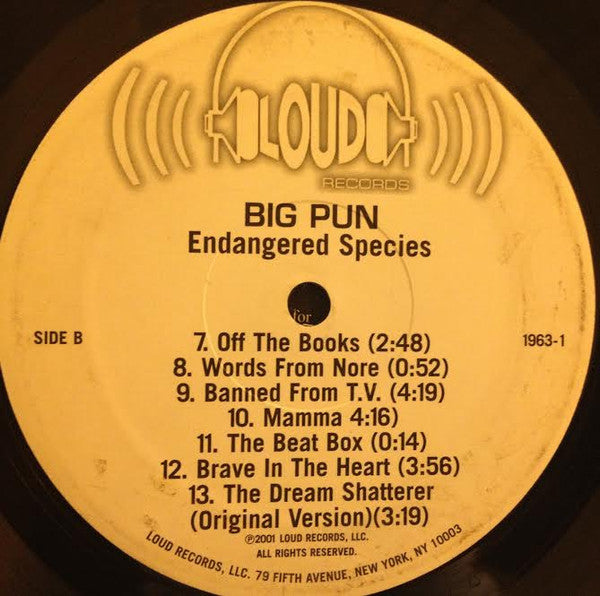 LOUD
RECORDS
BIG PUN
Endangered Species
for
SIDE B
1963-1
7. Off The Books (2:48)
8. Words From Nore (0:52)
9. Banned From T.V. (4:19)
10. Mamma 4:16)
11. The Beat Box (0:14)
12. Brave In The Heart (3:56)
13. The Dream Shatterer
(Original Version)(3:19)
℗2001 LOUD RECORDS, LLC.
ALL RIGHTS RESERVED.
LOUD RECORDS, LLC. 79 FIFTH AVENUE, NEW YORK, NY 10003